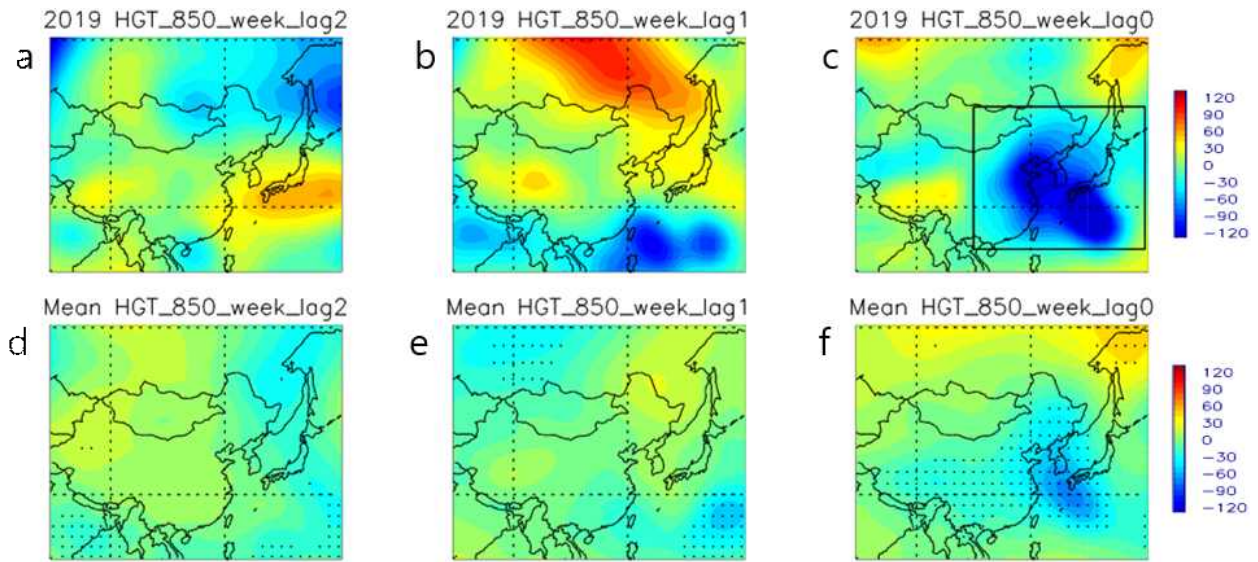 2019 HGT_850_week_lag2
2019 HGT_850_week_lag1
2019 HGT_850_week_lag0
a
b
c
120
90
60
30
0
−30
−60
−90
−120
Mean HGT_850_week_lag2
Mean HGT_850_week_lag1
Mean HGT_850_week_lag0
d
e
f
120
90
60
30
0
−30
−60
−90
−120